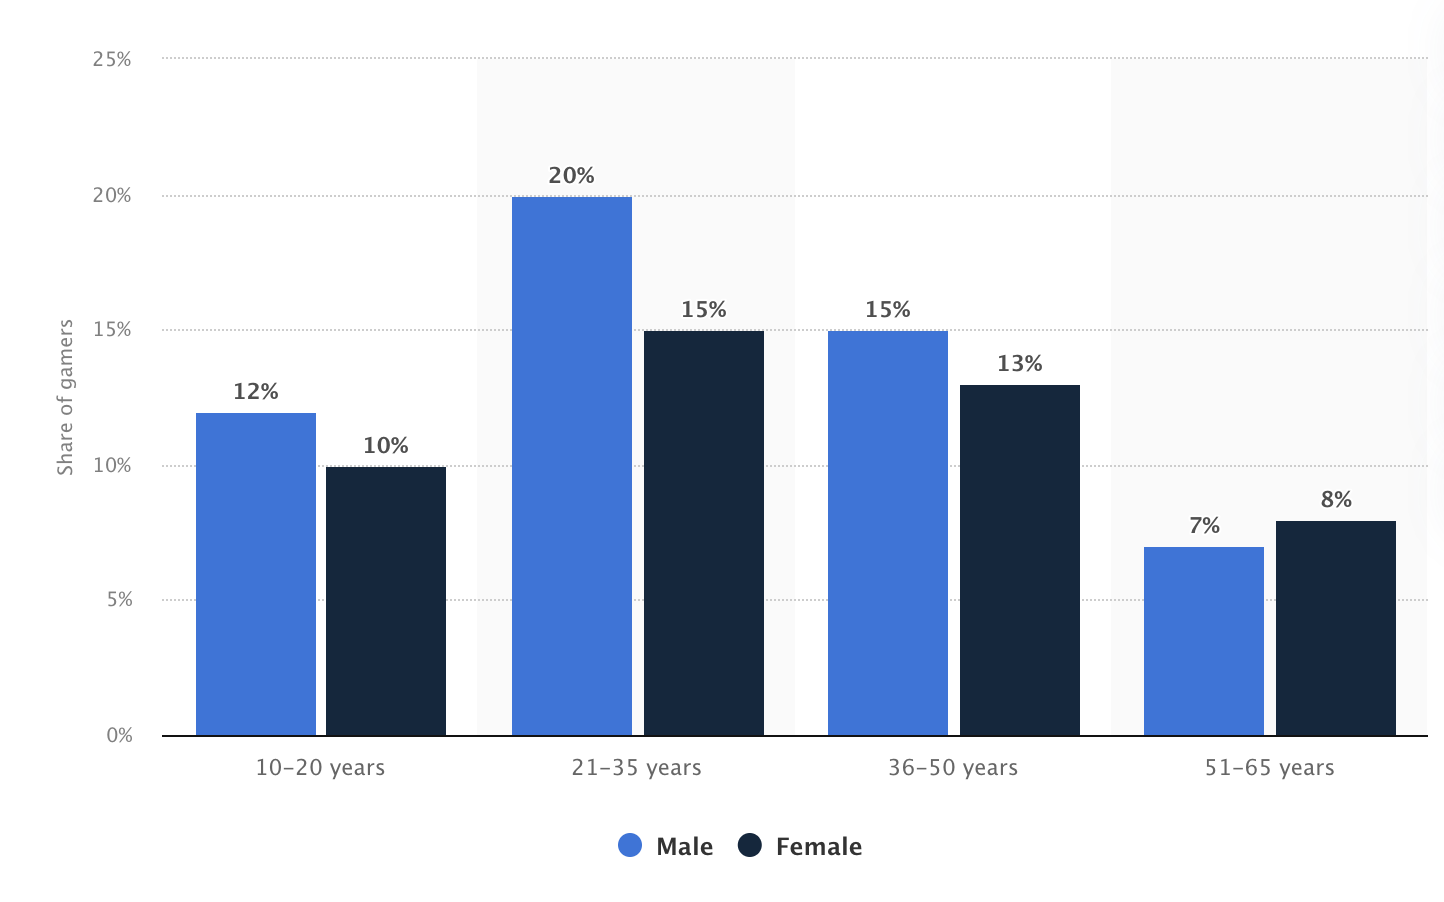 25%
20%
15%
10%
5%
0%
Share of gamers
12%
10%
20%
15%
15%
13%
7%
8%
10–20 years
21–35 years
36–50 years
51–65 years
Male
Female